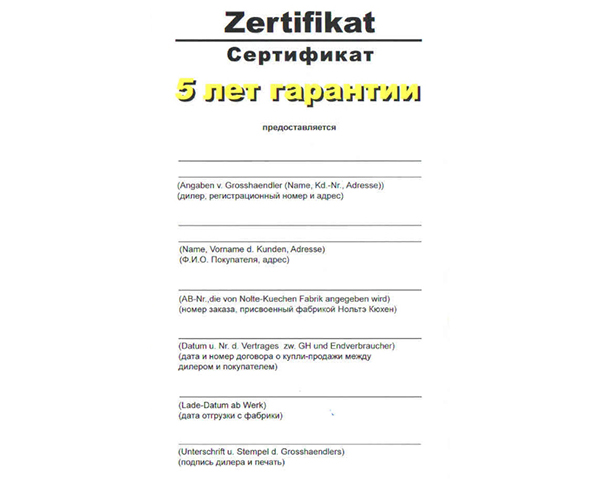 Zertifikat
Сертификат
5 лет гарантии
предоставляется
(Angaben v. Grosshaendler (Name, Kd.-Nr., Adresse))
(дилер, регистрационный номер и адрес)
(Name, Vorname d. Kunden, Adresse)
(Ф.И.О. Покупателя, адрес)
(AB-Nr.,die von Nolte-Kuechen Fabrik angegeben wird)
(номер заказа, присвоенный фабрикой Нольтэ Кюхен)
(Datum u. Nr. d. Vertrages zw. GH und Endverbraucher)
(дата и номер договора о купли-продажи между
дилером и покупателем)
(Lade-Datum ab Werk)
(дата отгрузки с фабрики)
(Unterschrift u. Stempel d. Grosshaendlers)
(подпись дилера и печать)